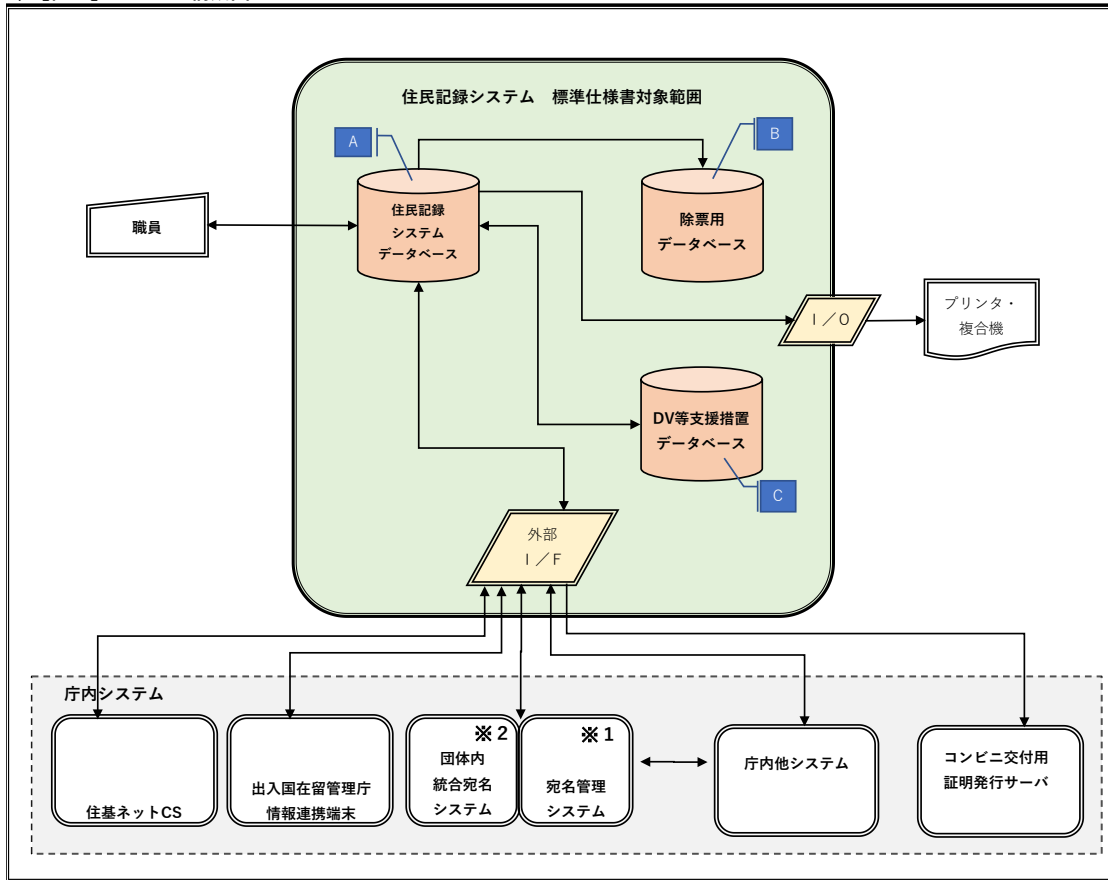 住民記録システム　標準仕様書対象範囲
A
B
住民記録
システム
データベース
除票用
データベース
職員
I／O
プリンタ・
複合機
DV等支援措置
データベース
C
外部
I／F
庁内システム
住基ネットCS
出入国在留管理庁
情報連携端末
※2
団体内
統合宛名
システム
※1
宛名管理
システム
庁内他システム
コンビニ交付用
証明発行サーバ